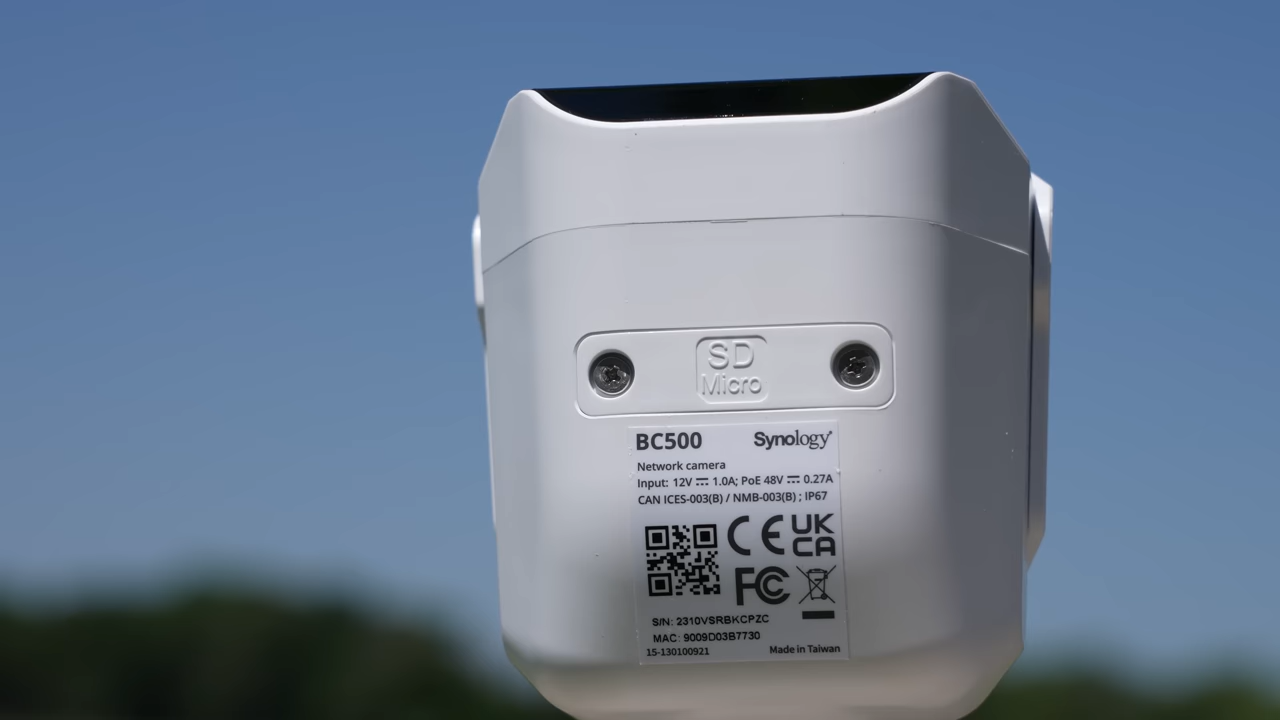 SD
Micro
BC500 Synology®
Network camera
Input: 12V ⎓ 1.0A; PoE 48V ⎓ 0.27A
CAN ICES-003(B) / NMB-003(B) ; IP67
CE UK
CA
FC
S/N: 2310VSRBKCPZC
MAC: 9009D03B7730
15-130100921 Made in Taiwan